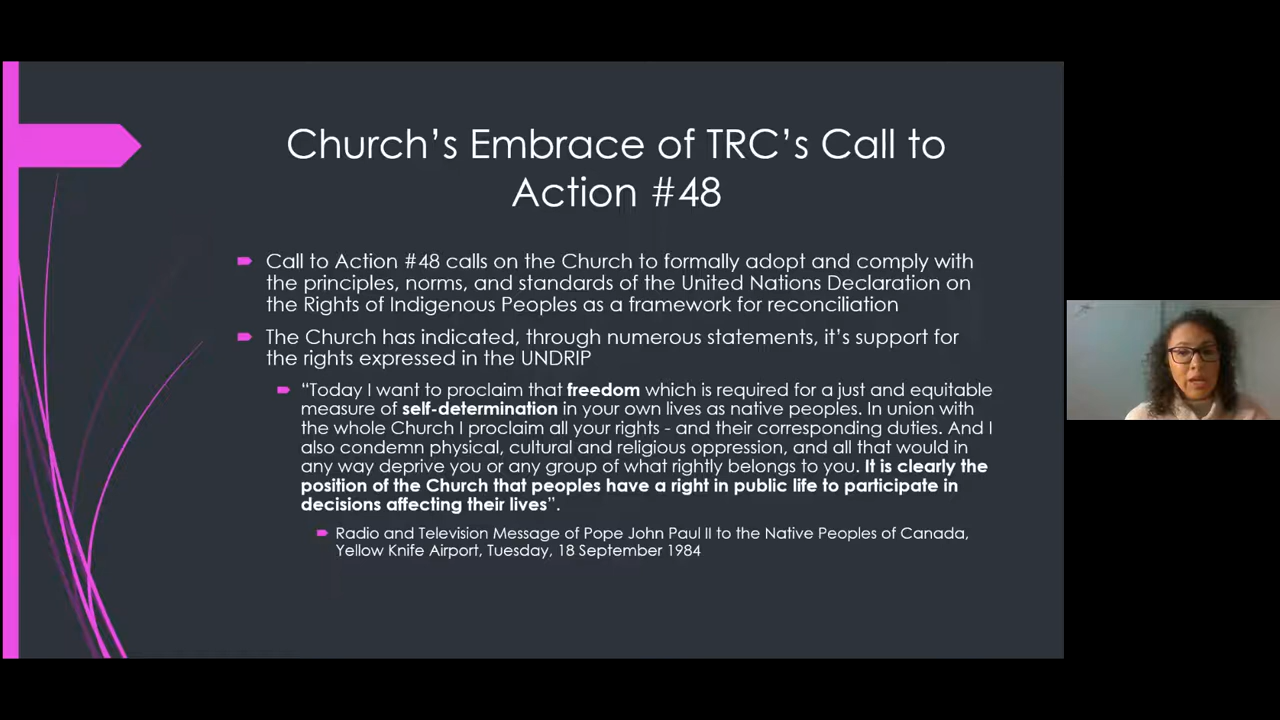 Church’s Embrace of TRC’s Call to
Action #48
Call to Action #48 calls on the Church to formally adopt and comply with
the principles, norms, and standards of the United Nations Declaration on
the Rights of Indigenous Peoples as a framework for reconciliation
The Church has indicated, through numerous statements, it’s support for
the rights expressed in the UNDRIP
“Today I want to proclaim that freedom which is required for a just and equitable
measure of self-determination in your own lives as native peoples. In union with
the whole Church I proclaim all your rights - and their corresponding duties. And I
also condemn physical, cultural and religious oppression, and all that would in
any way deprive you or any group of what rightly belongs to you. It is clearly the
position of the Church that peoples have a right in public life to participate in
decisions affecting their lives”.
Radio and Television Message of Pope John Paul II to the Native Peoples of Canada,
Yellow Knife Airport, Tuesday, 18 September 1984